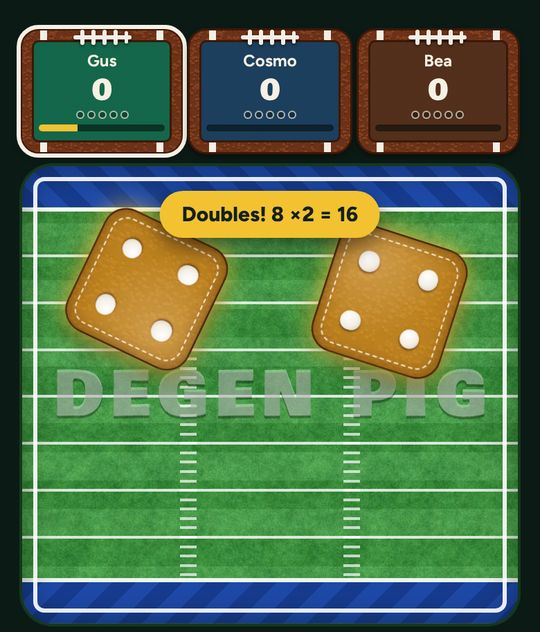 Gus
0
Cosmo
0
Bea
0
Doubles! 8 ×2 = 16
DEGEN PIG